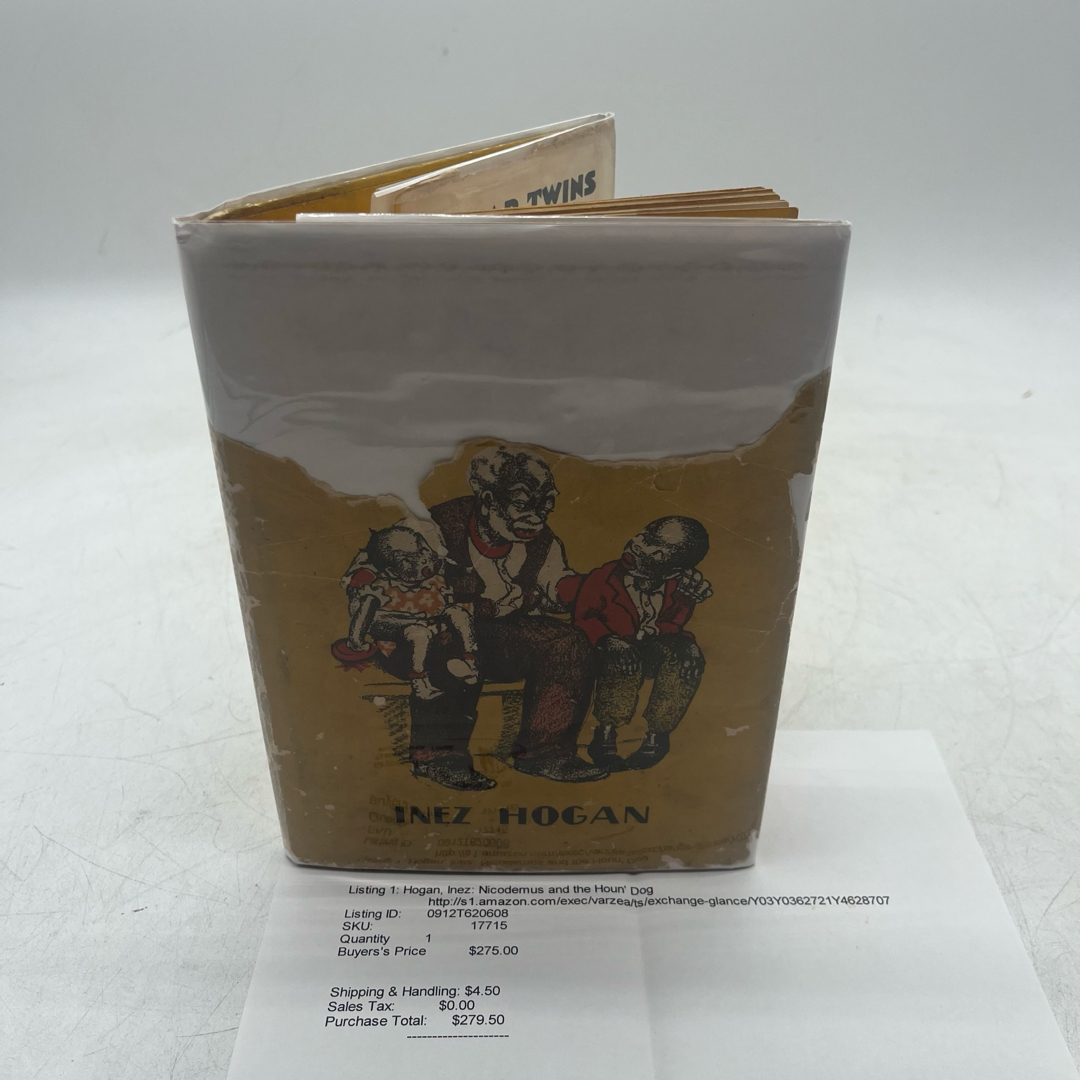 TWINS
INEZ HOGAN
Listing 1: Hogan, Inez: Nicodemus and the Houn' Dog
http://s1.amazon.com/exec/varzea/ts/exchange-glance/Y03Y0362721Y4628707
Listing ID: 0912T620608
SKU: 17715
Quantity 1
Buyers's Price $275.00
Shipping & Handling: $4.50
Sales Tax: $0.00
Purchase Total: $279.50
--------------------